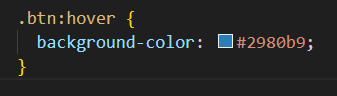 .btn:hover {
  background-color: #2980b9;
}